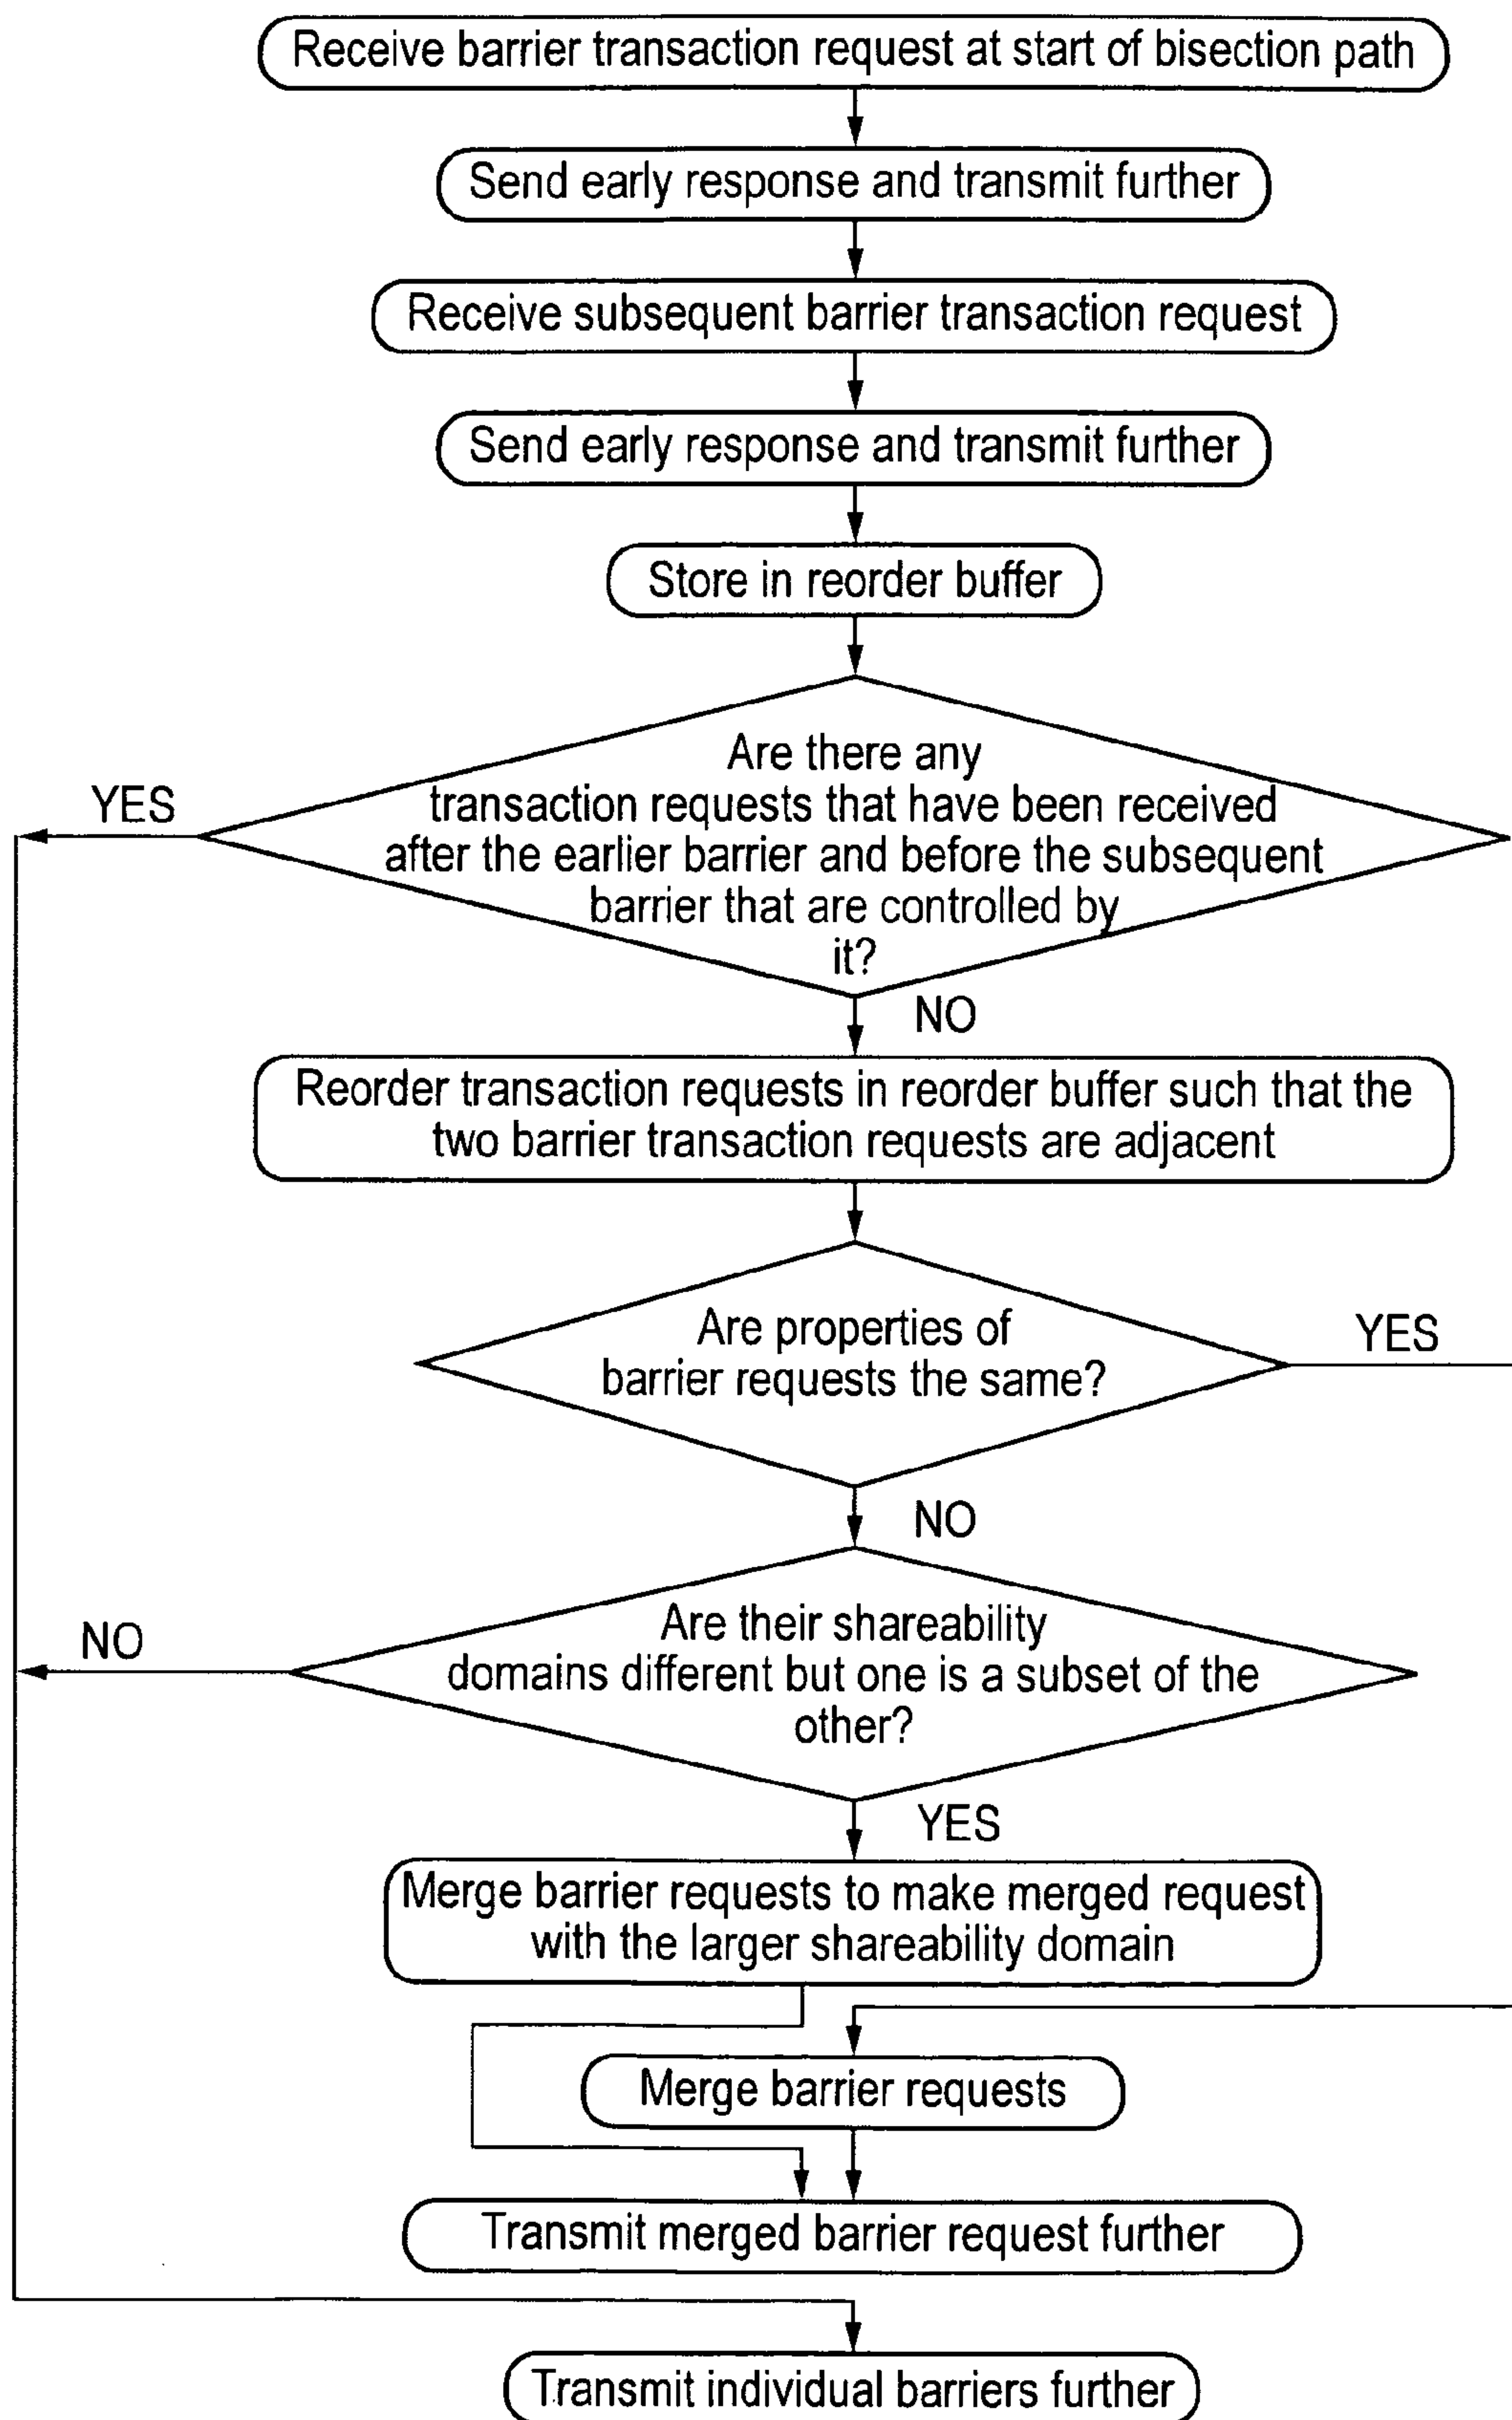 Receive barrier transaction request at start of bisection path
Send early response and transmit further
Receive subsequent barrier transaction request
Send early response and transmit further
Store in reorder buffer
Are there any
transaction requests that have been received
after the earlier barrier and before the subsequent
barrier that are controlled by
it?
YES
NO
Reorder transaction requests in reorder buffer such that the
two barrier transaction requests are adjacent
Are properties of
barrier requests the same?
YES
NO
Are their shareability
domains different but one is a subset of the
other?
NO
YES
Merge barrier requests to make merged request
with the larger shareability domain
Merge barrier requests
Transmit merged barrier request further
Transmit individual barriers further